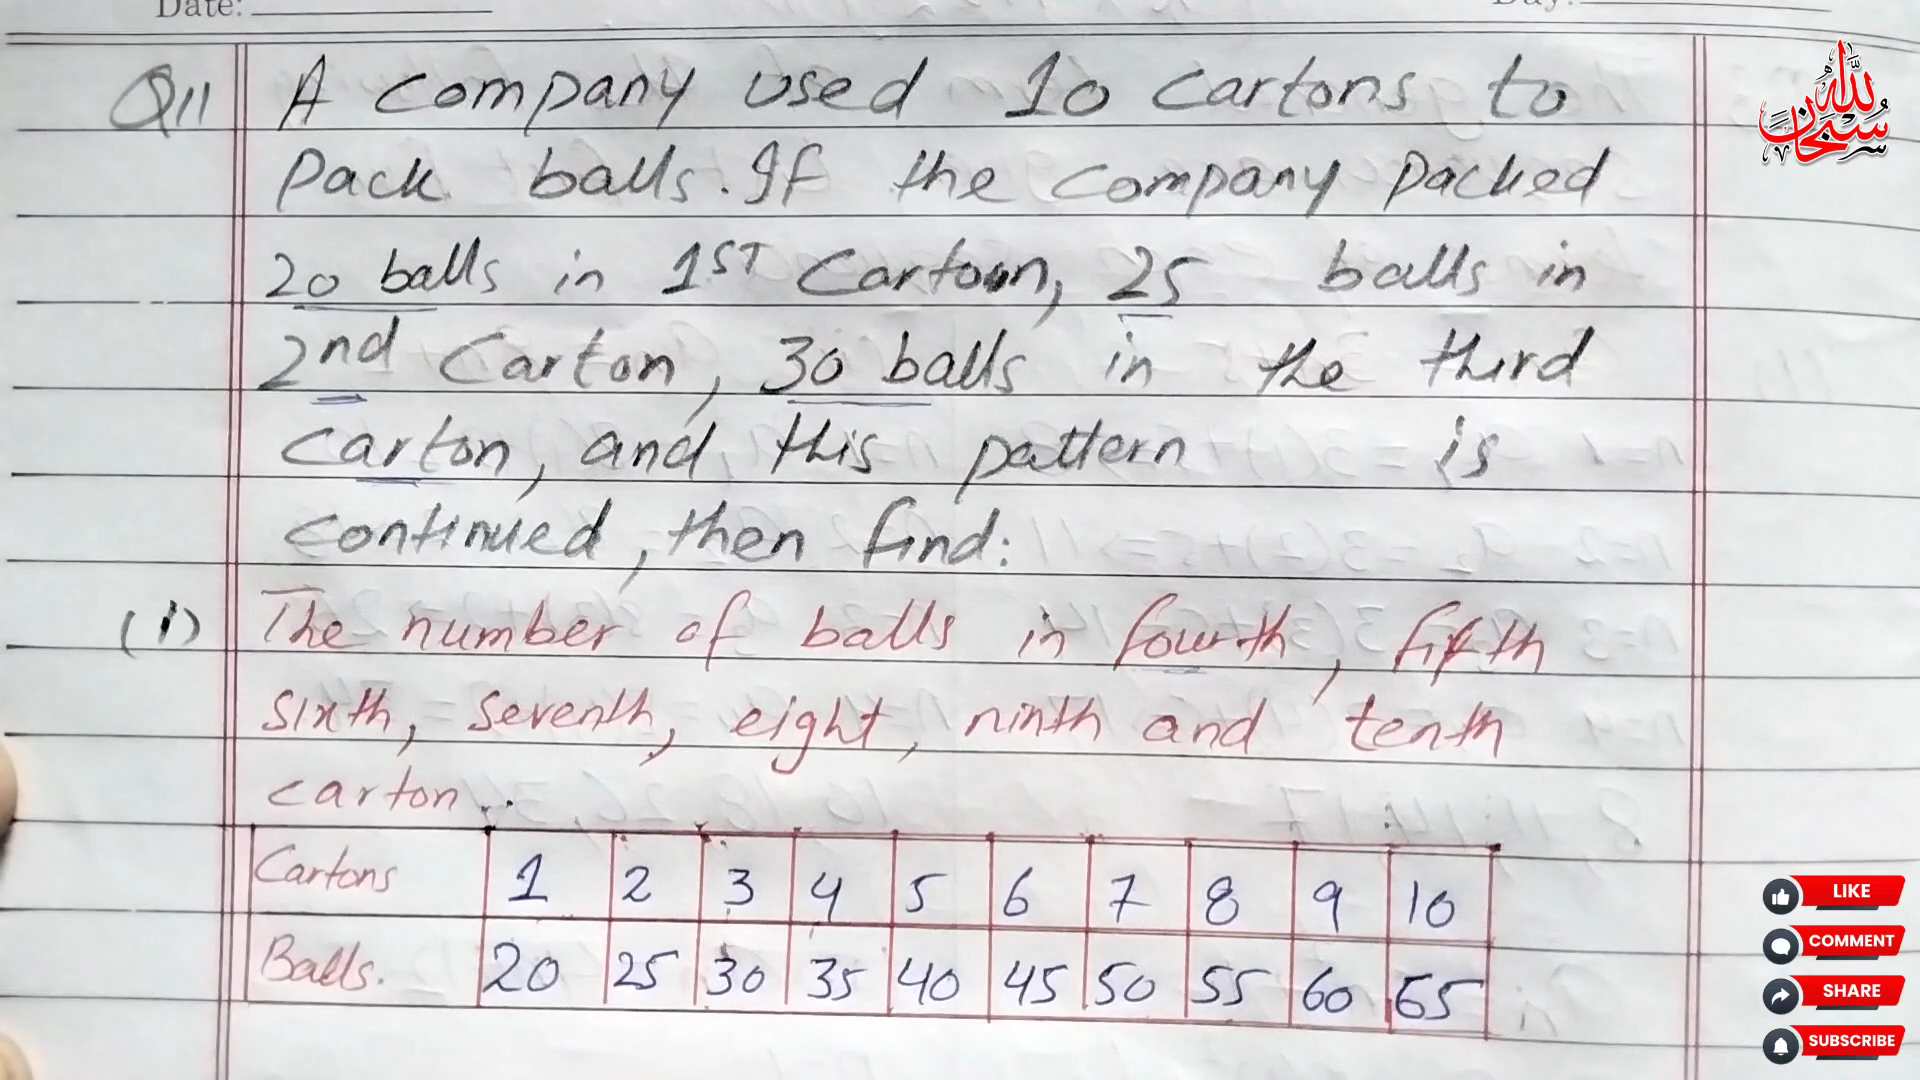 Date:
Day:
Q11 A company used 10 cartons to
Pack balls. If the company packed
20 balls in 1ST Cartoon, 25 balls in
2nd Carton, 30 balls in the third
carton, and this pattern is
continued, then find:
(i) The number of balls in fourth, fifth
sixth, seventh, eight, ninth and tenth
carton..
Cartons 1 2 3 4 5 6 7 8 9 10
Balls. 20 25 30 35 40 45 50 55 60 65
سُبْحَانَ اللّٰه
LIKE
COMMENT
SHARE
SUBSCRIBE